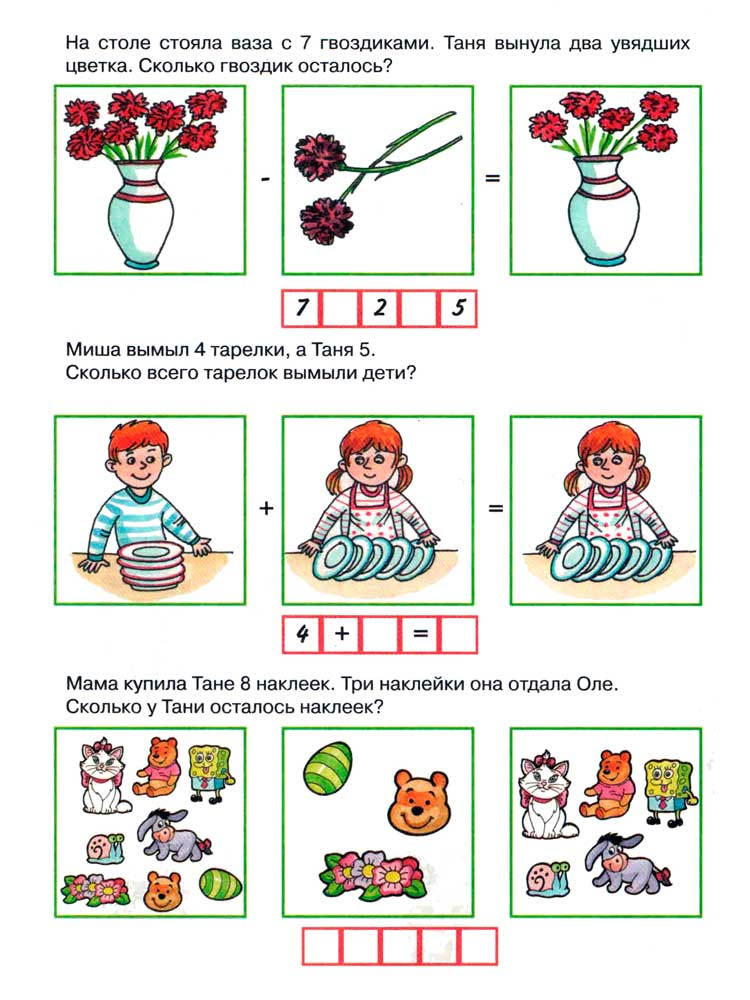 На столе стояла ваза с 7 гвоздиками. Таня вынула два увядших
цветка. Сколько гвоздик осталось?
- =
7 2 5
Миша вымыл 4 тарелки, а Таня 5.
Сколько всего тарелок вымыли дети?
+ =
4 + =
Мама купила Тане 8 наклеек. Три наклейки она отдала Оле.
Сколько у Тани осталось наклеек?